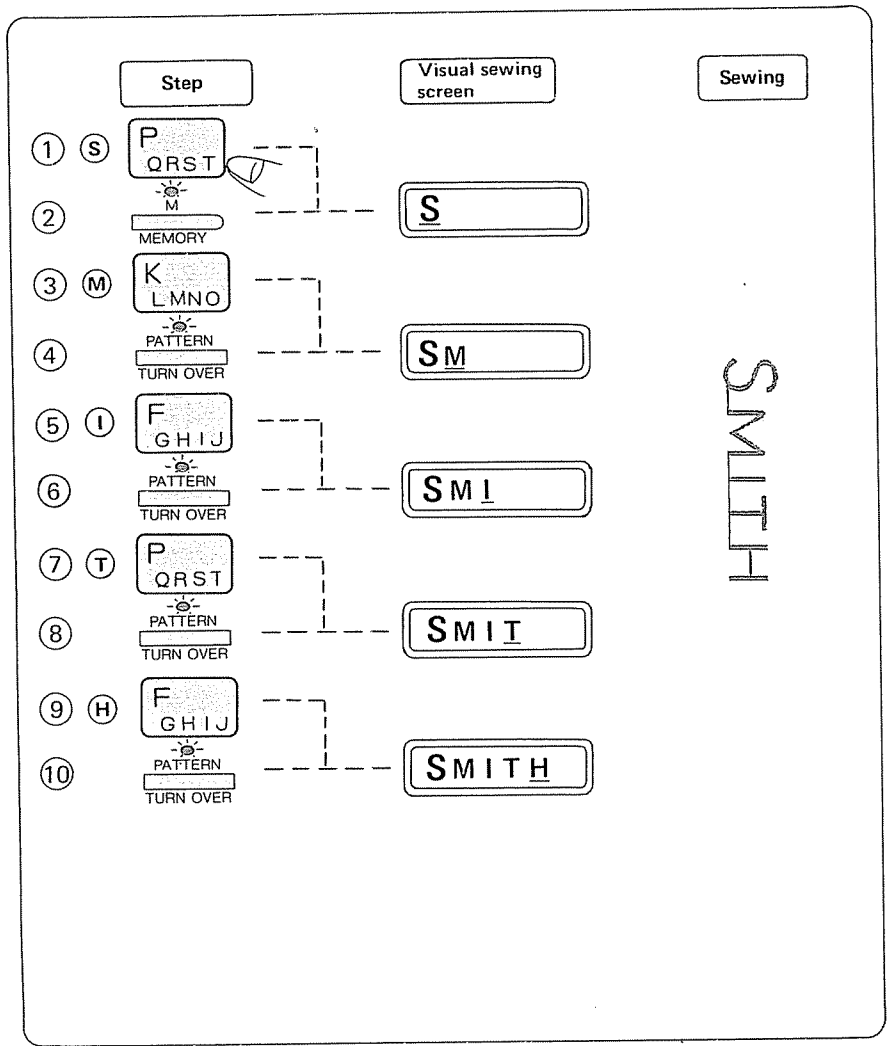 Step
Visual sewing
screen
Sewing
1 S P
QRST
M
2
MEMORY
S
3 M K
LMNO
PATTERN
4
TURN OVER
SM
5 I F
GHIJ
PATTERN
6
TURN OVER
SMI
7 T P
QRST
PATTERN
8
TURN OVER
SMIT
9 H F
GHIJ
PATTERN
10
TURN OVER
SMITH
SMITH